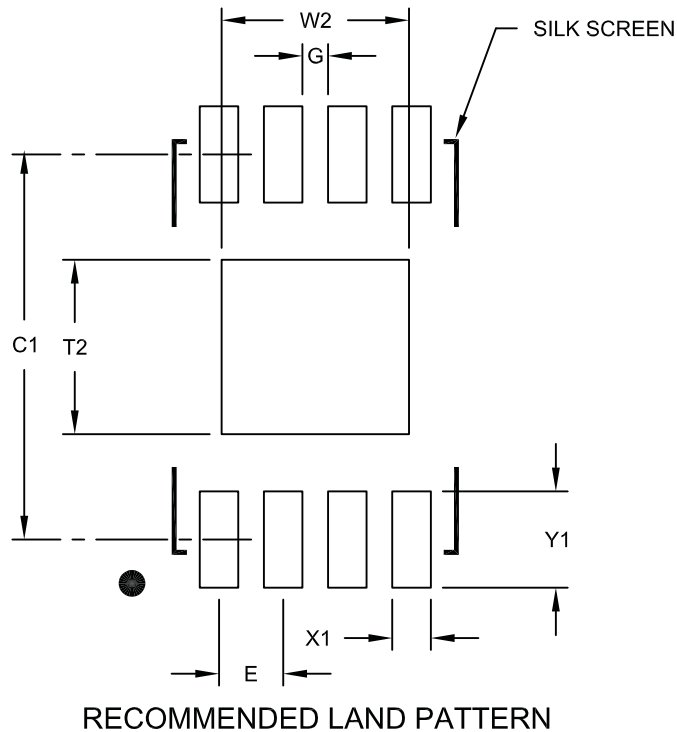 W2
SILK SCREEN
G
C1
T2
Y1
X1
E
RECOMMENDED LAND PATTERN